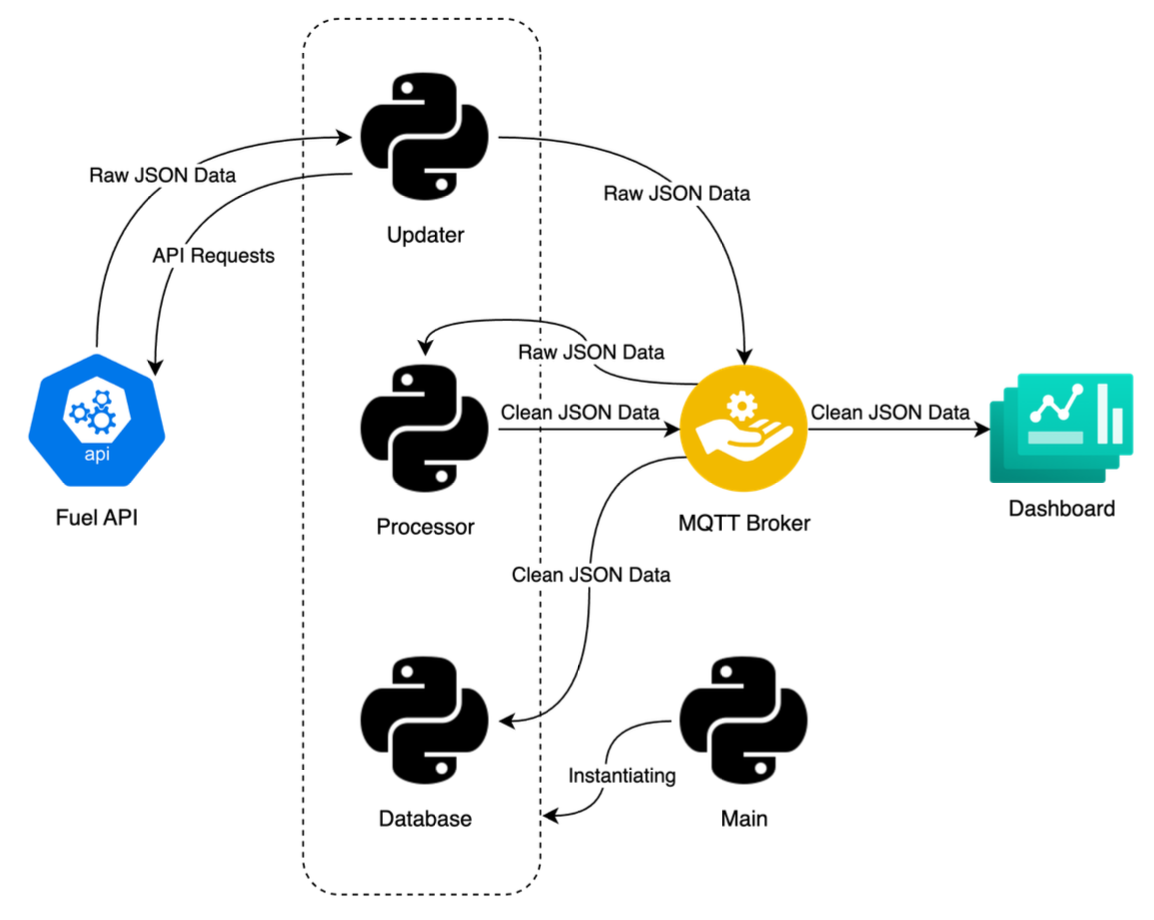 Raw JSON Data
Updater
Raw JSON Data
API Requests
Raw JSON Data
api
Fuel API
Clean JSON Data
Processor
MQTT Broker
Clean JSON Data
Dashboard
Clean JSON Data
Database
Instantiating
Main